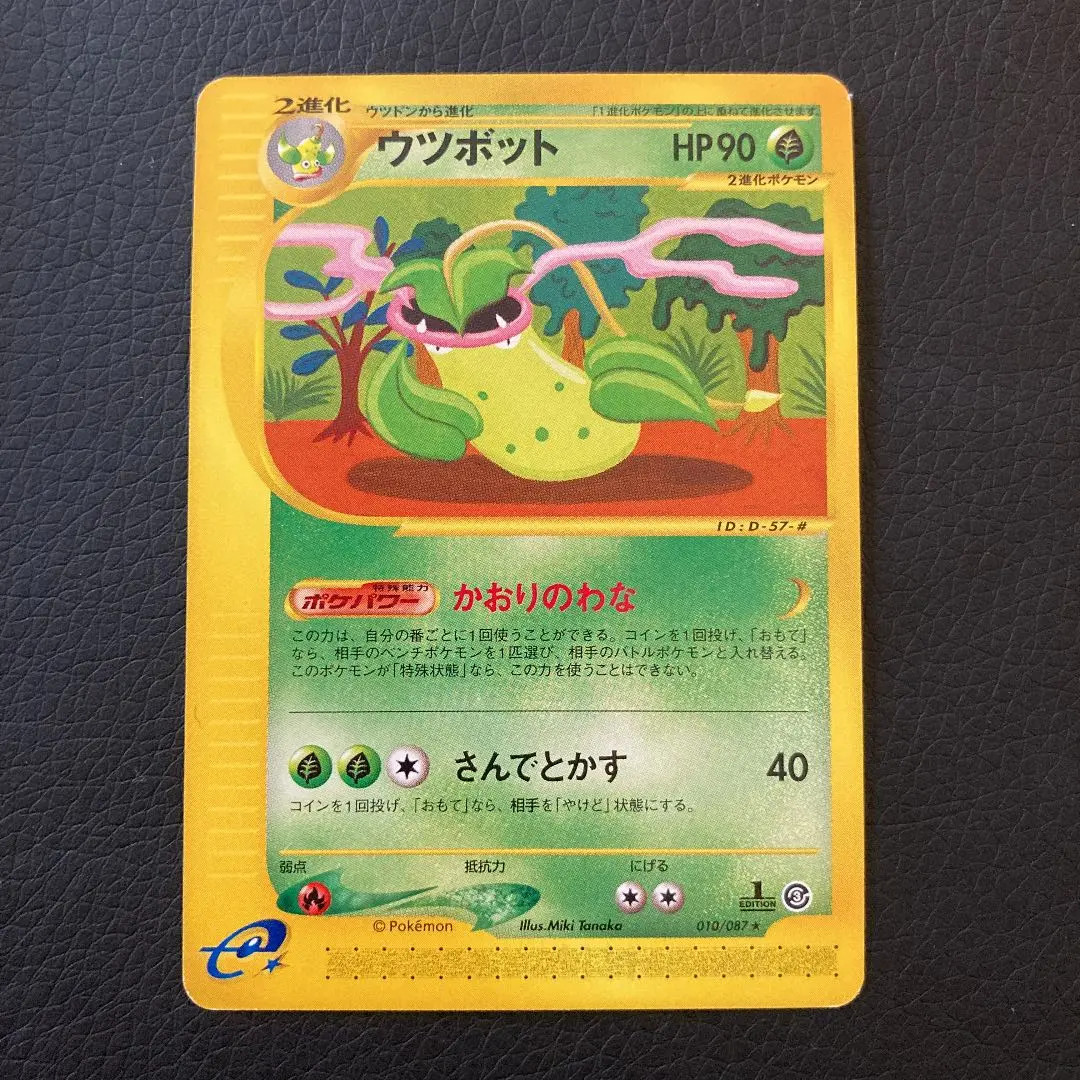 2進化 ウツドンから進化 「1進化ポケモン」の上に重ねて進化させます。
ウツボット HP90
2進化ポケモン
ID:D-57-#
ポケパワー 特殊能力 かおりのわな
この力は、自分の番ごとに1回使うことができる。コインを1回投げ、「おもて」
なら、相手のベンチポケモンを1匹選び、相手のバトルポケモンと入れ替える。
このポケモンが「特殊状態」なら、この力を使うことはできない。
さんでとかす 40
コインを1回投げ、「おもて」なら、相手を「やけど」状態にする。
弱点 抵抗力 にげる
1 EDITION 3
© Pokémon Illus.Miki Tanaka 010/087★
e